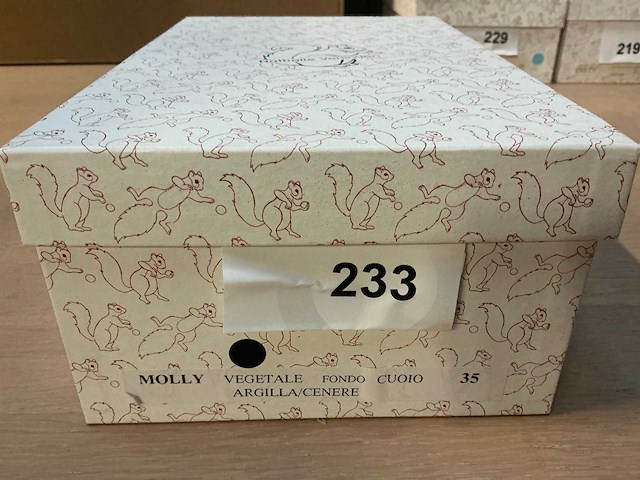 229
219
233
MOLLY VEGETALE FONDO CUOIO 35
ARGILLA/CENERE